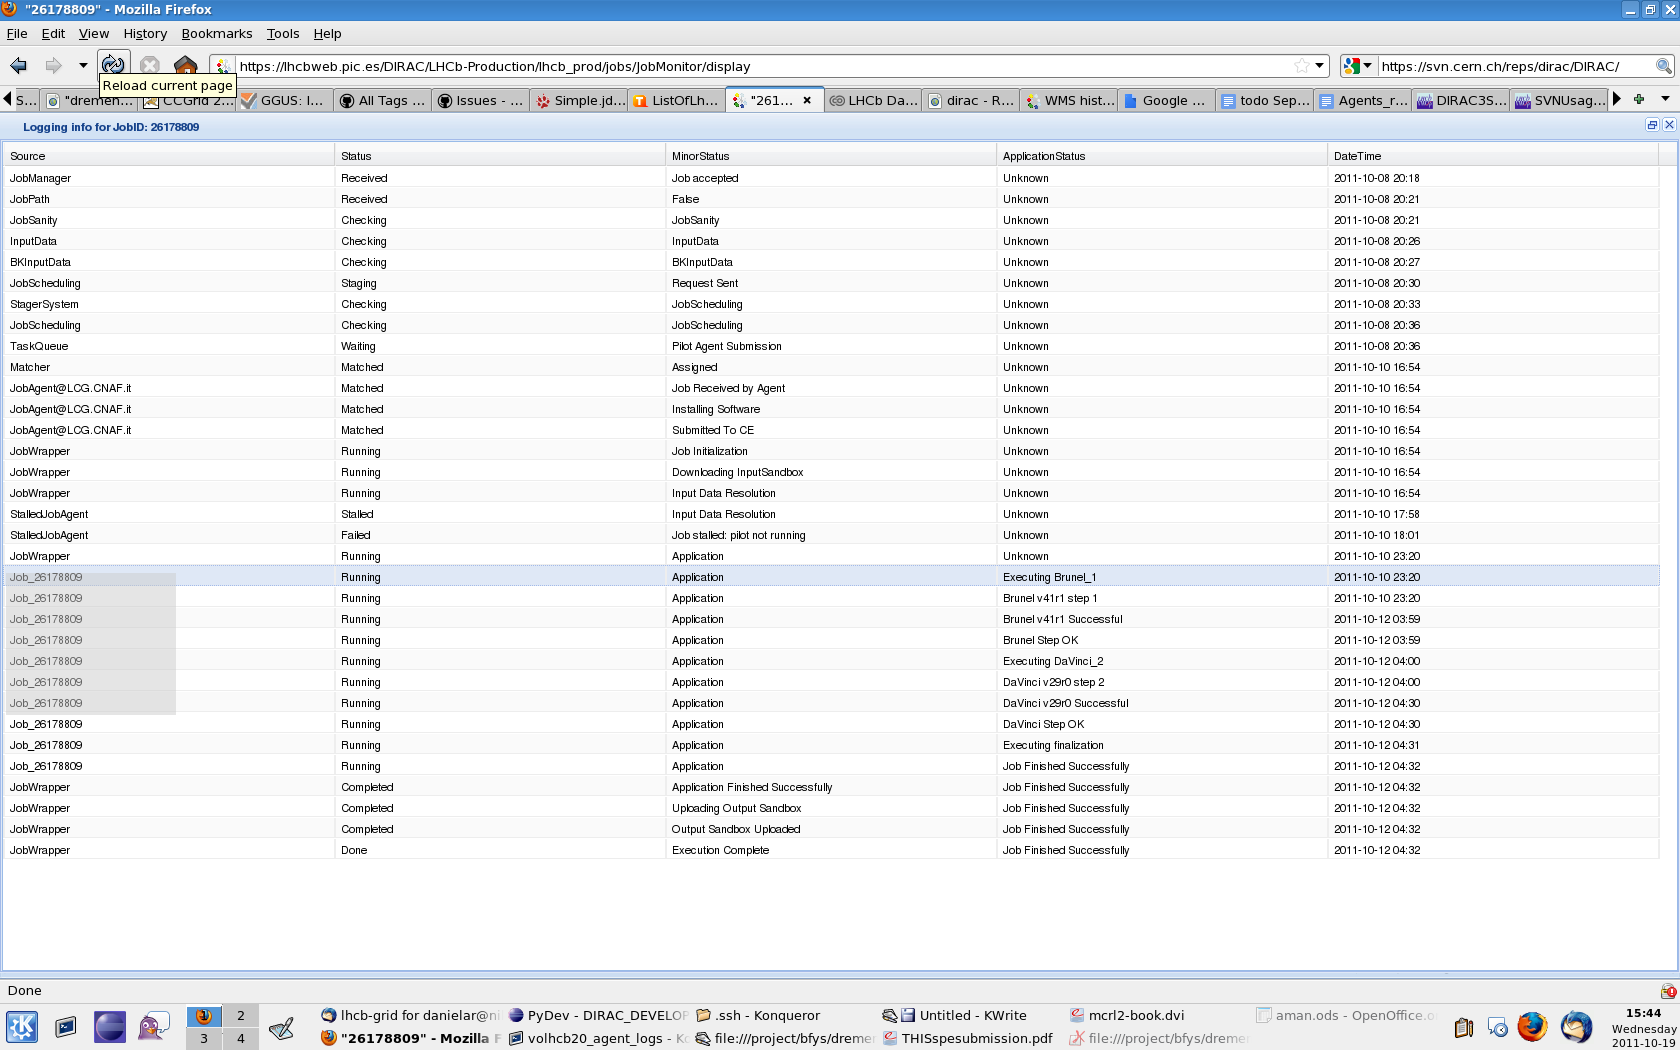 "26178809" - Mozilla Firefox
File Edit View History Bookmarks Tools Help
https://lhcbweb.pic.es/DIRAC/LHCb-Production/lhcb_prod/jobs/JobMonitor/display https://svn.cern.ch/reps/dirac/DIRAC/
Reload current page
S... "dremen... CCGrid 2... GGUS: I... All Tags ... Issues - ... Simple.jd... ListOfLh... "261... LHCb Da... dirac - R... WMS hist... Google ... todo Sep... Agents_r... DIRAC3S... SVNUsag...
Logging info for JobID: 26178809
Source Status MinorStatus ApplicationStatus DateTime
JobManager Received Job accepted Unknown 2011-10-08 20:18
JobPath Received False Unknown 2011-10-08 20:21
JobSanity Checking JobSanity Unknown 2011-10-08 20:21
InputData Checking InputData Unknown 2011-10-08 20:26
BKInputData Checking BKInputData Unknown 2011-10-08 20:27
JobScheduling Staging Request Sent Unknown 2011-10-08 20:30
StagerSystem Checking JobScheduling Unknown 2011-10-08 20:33
JobScheduling Checking JobScheduling Unknown 2011-10-08 20:36
TaskQueue Waiting Pilot Agent Submission Unknown 2011-10-08 20:36
Matcher Matched Assigned Unknown 2011-10-10 16:54
JobAgent@LCG.CNAF.it Matched Job Received by Agent Unknown 2011-10-10 16:54
JobAgent@LCG.CNAF.it Matched Installing Software Unknown 2011-10-10 16:54
JobAgent@LCG.CNAF.it Matched Submitted To CE Unknown 2011-10-10 16:54
JobWrapper Running Job Initialization Unknown 2011-10-10 16:54
JobWrapper Running Downloading InputSandbox Unknown 2011-10-10 16:54
JobWrapper Running Input Data Resolution Unknown 2011-10-10 16:54
StalledJobAgent Stalled Input Data Resolution Unknown 2011-10-10 17:58
StalledJobAgent Failed Job stalled: pilot not running Unknown 2011-10-10 18:01
JobWrapper Running Application Unknown 2011-10-10 23:20
Job_26178809 Running Application Executing Brunel_1 2011-10-10 23:20
Job_26178809 Running Application Brunel v41r1 step 1 2011-10-10 23:20
Job_26178809 Running Application Brunel v41r1 Successful 2011-10-12 03:59
Job_26178809 Running Application Brunel Step OK 2011-10-12 03:59
Job_26178809 Running Application Executing DaVinci_2 2011-10-12 04:00
Job_26178809 Running Application DaVinci v29r0 step 2 2011-10-12 04:00
Job_26178809 Running Application DaVinci v29r0 Successful 2011-10-12 04:30
Job_26178809 Running Application DaVinci Step OK 2011-10-12 04:30
Job_26178809 Running Application Executing finalization 2011-10-12 04:31
Job_26178809 Running Application Job Finished Successfully 2011-10-12 04:32
JobWrapper Completed Application Finished Successfully Job Finished Successfully 2011-10-12 04:32
JobWrapper Completed Uploading Output Sandbox Job Finished Successfully 2011-10-12 04:32
JobWrapper Completed Output Sandbox Uploaded Job Finished Successfully 2011-10-12 04:32
JobWrapper Done Execution Complete Job Finished Successfully 2011-10-12 04:32
Done
2 lhcb-grid for danielar@ni PyDev - DIRAC_DEVELOP .ssh - Konqueror Untitled - KWrite mcrl2-book.dvi aman.ods - OpenOffice.o 15:44
3 4 "26178809" - Mozilla F volhcb20_agent_logs - Ko file:///project/bfys/dremen THISspesubmission.pdf file:///project/bfys/dremen Wednesday
2011-10-19